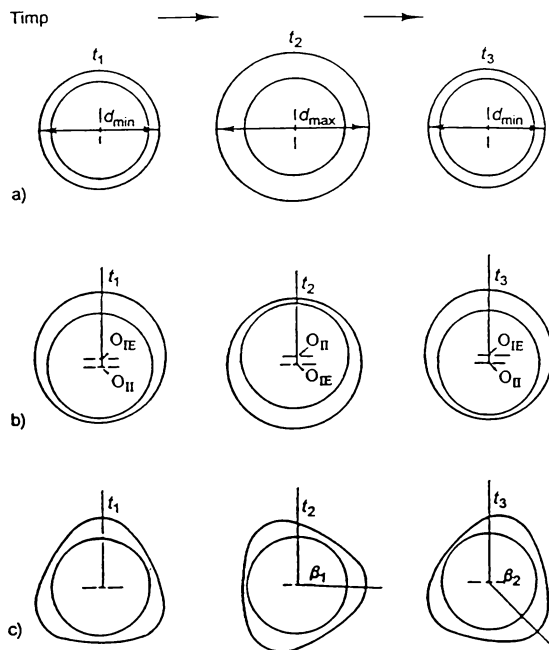 Timp
t1 t2 t3
dmin dmax dmin
a)
t1 t2 t3
OIE OII OIE
OII OIE OII
b)
t1 t2 t3
β1 β2
c)